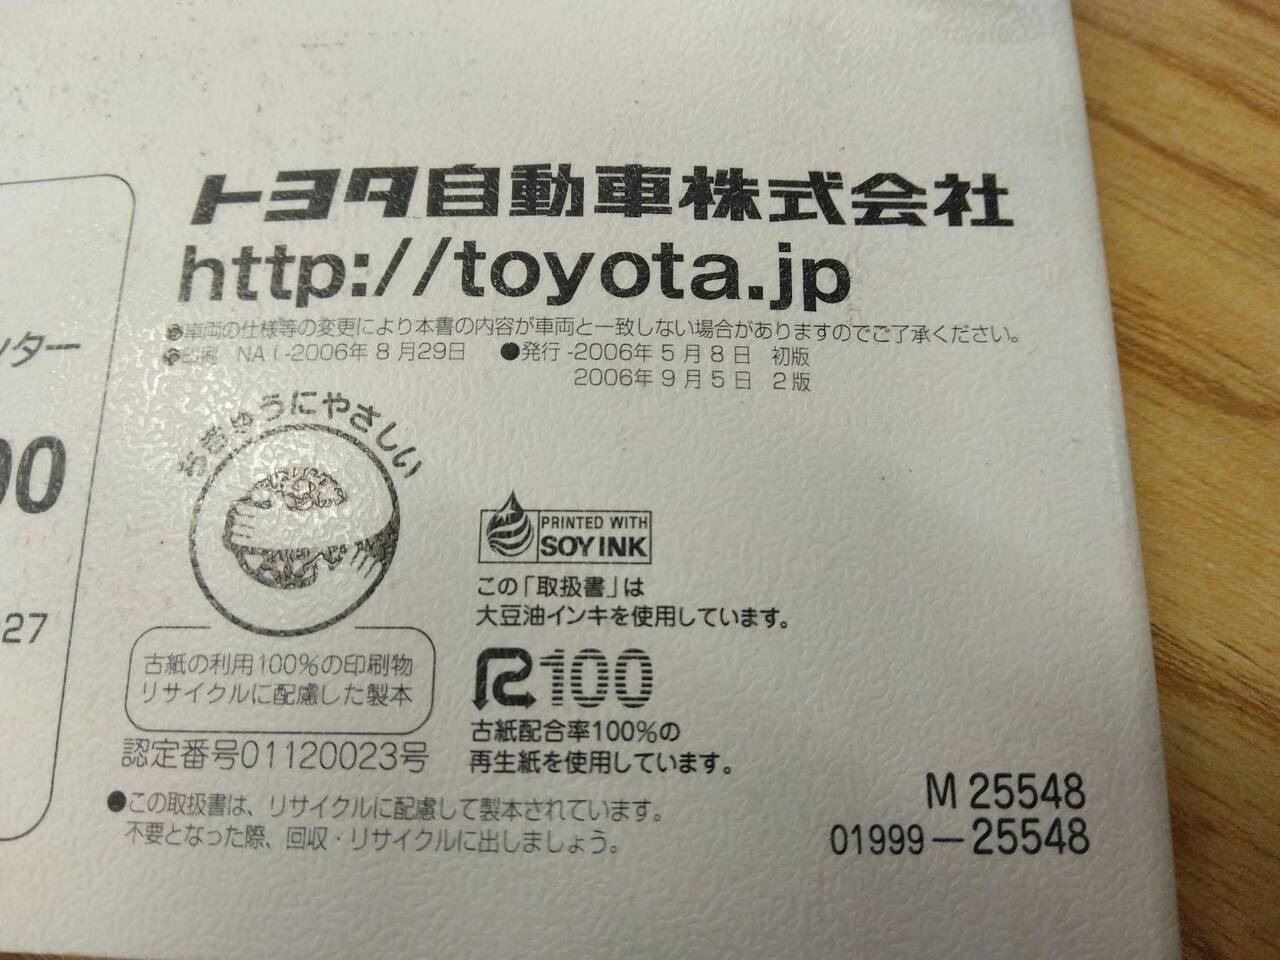 トヨタ自動車株式会社
http://toyota.jp
●車両の仕様等の変更により本書の内容が車両と一致しない場合がありますのでご了承ください。
●印刷 NA I-2006年8月29日 ●発行-2006年5月8日 初版
2006年9月5日 2版
ンター
00
27
ちきゅうにやさしい
PRINTED WITH
SOY INK
この「取扱書」は
大豆油インキを使用しています。
古紙の利用100%の印刷物
リサイクルに配慮した製本
認定番号01120023号
R100
古紙配合率100%の
再生紙を使用しています。
●この取扱書は、リサイクルに配慮して製本されています。
不要となった際、回収・リサイクルに出しましょう。
M 25548
01999-25548